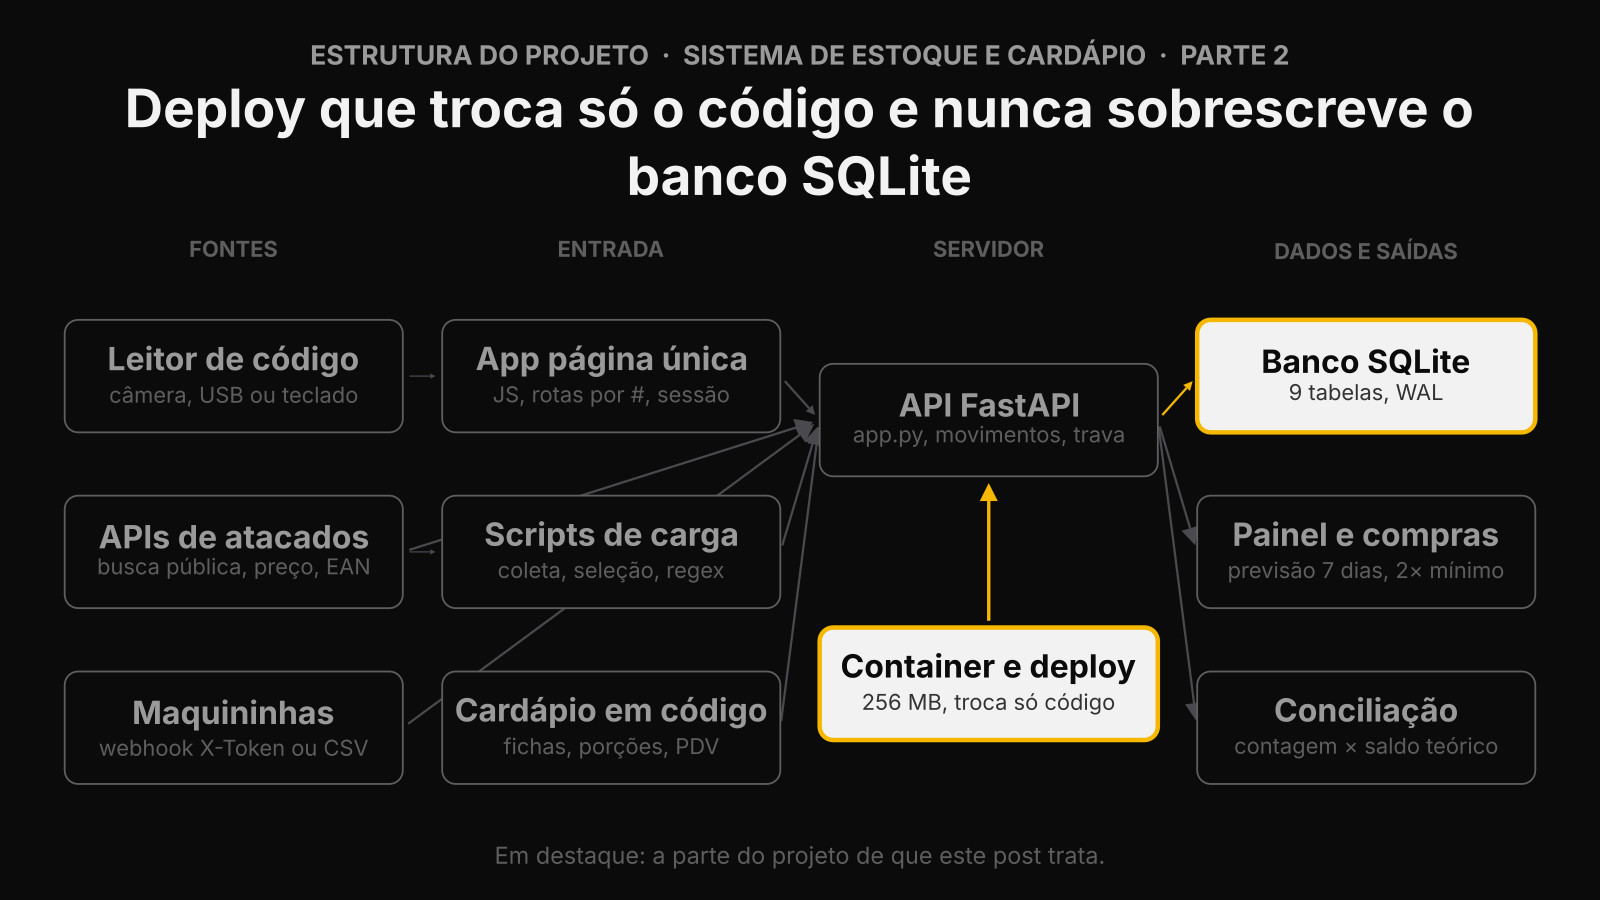 ESTRUTURA DO PROJETO · SISTEMA DE ESTOQUE E CARDÁPIO · PARTE 2
Deploy que troca só o código e nunca sobrescreve o
banco SQLite
FONTES
ENTRADA
SERVIDOR
DADOS E SAÍDAS
Leitor de código
câmera, USB ou teclado
App página única
JS, rotas por #, sessão
API FastAPI
app.py, movimentos, trava
Banco SQLite
9 tabelas, WAL
APIs de atacados
busca pública, preço, EAN
Scripts de carga
coleta, seleção, regex
Painel e compras
previsão 7 dias, 2× mínimo
Container e deploy
256 MB, troca só código
Maquininhas
webhook X-Token ou CSV
Cardápio em código
fichas, porções, PDV
Conciliação
contagem × saldo teórico
Em destaque: a parte do projeto de que este post trata.